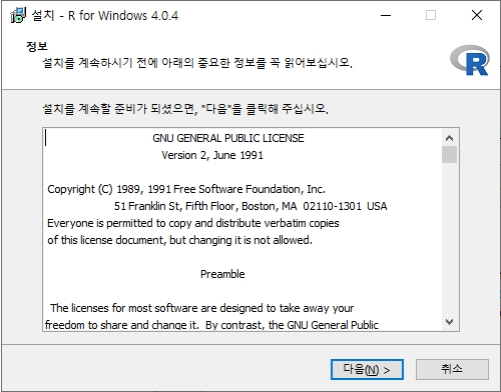 설치 - R for Windows 4.0.4
정보
설치를 계속하시기 전에 아래의 중요한 정보를 꼭 읽어보십시오.
R
설치를 계속할 준비가 되셨으면, "다음"을 클릭해 주십시오.
GNU GENERAL PUBLIC LICENSE
Version 2, June 1991
Copyright (C) 1989, 1991 Free Software Foundation, Inc.
51 Franklin St, Fifth Floor, Boston, MA  02110-1301  USA
Everyone is permitted to copy and distribute verbatim copies
of this license document, but changing it is not allowed.
Preamble
The licenses for most software are designed to take away your
freedom to share and change it.  By contrast, the GNU General Public
다음(N) >
취소